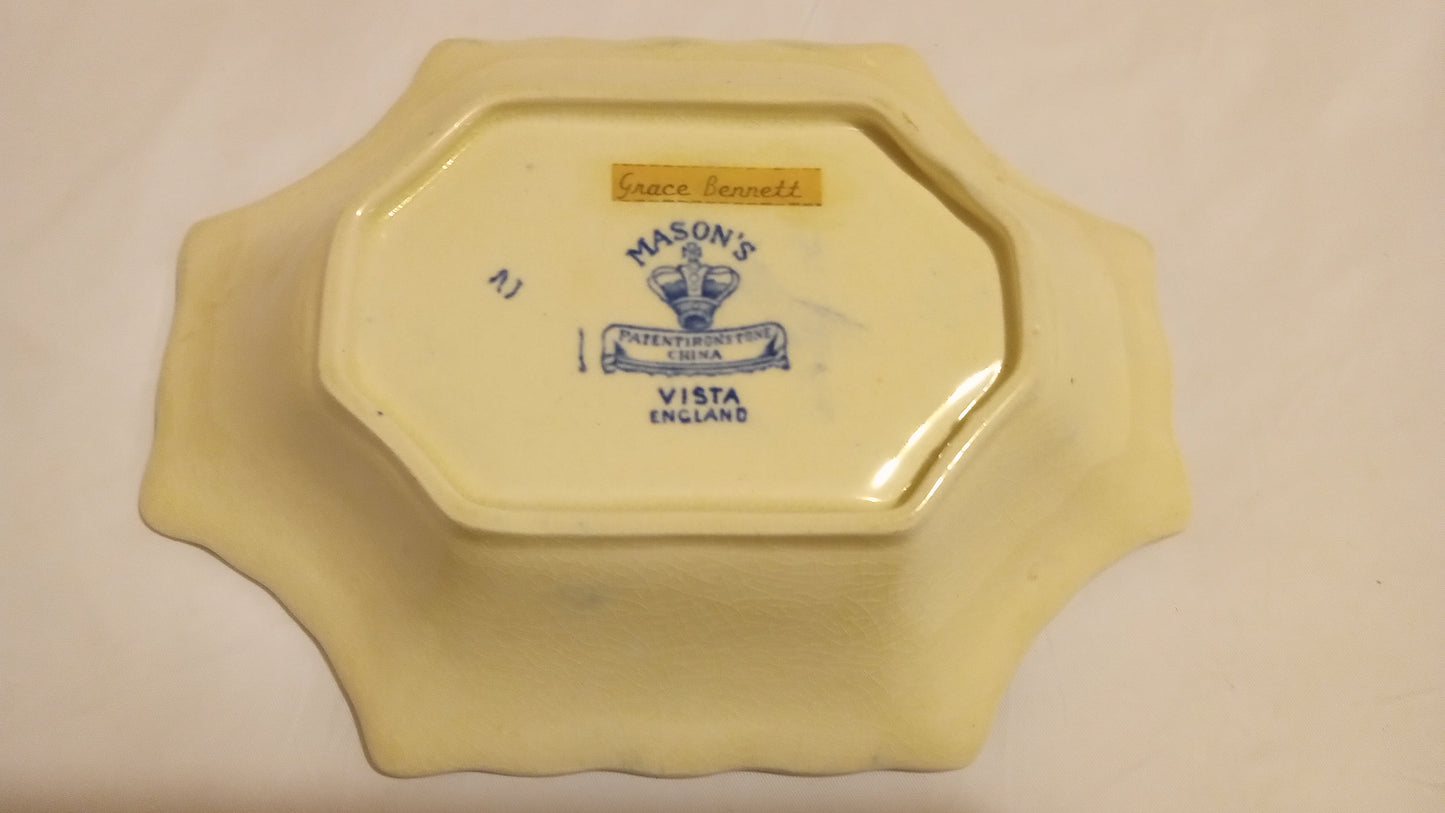 Grace Bennett
MASON'S
PATENT IRONSTONE
CHINA
VISTA
ENGLAND